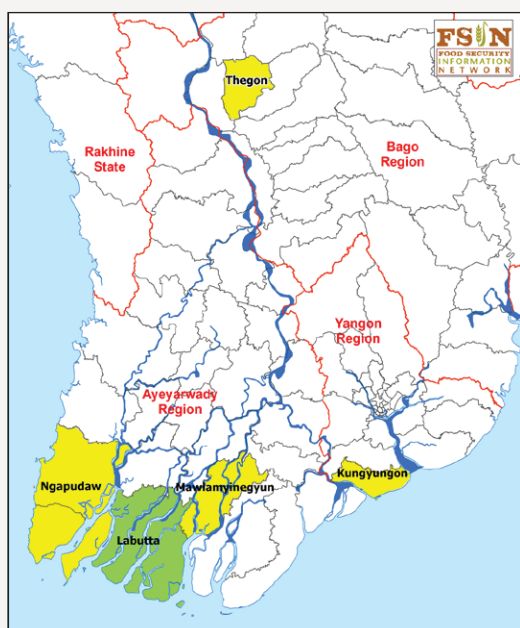 FSIN
FOOD SECURITY
INFORMATION
NETWORK
Thegon
Rakhine
State
Bago
Region
Yangon
Region
Ayeyarwady
Region
Ngapudaw
Mawlamyinegyun
Kungyungon
Labutta